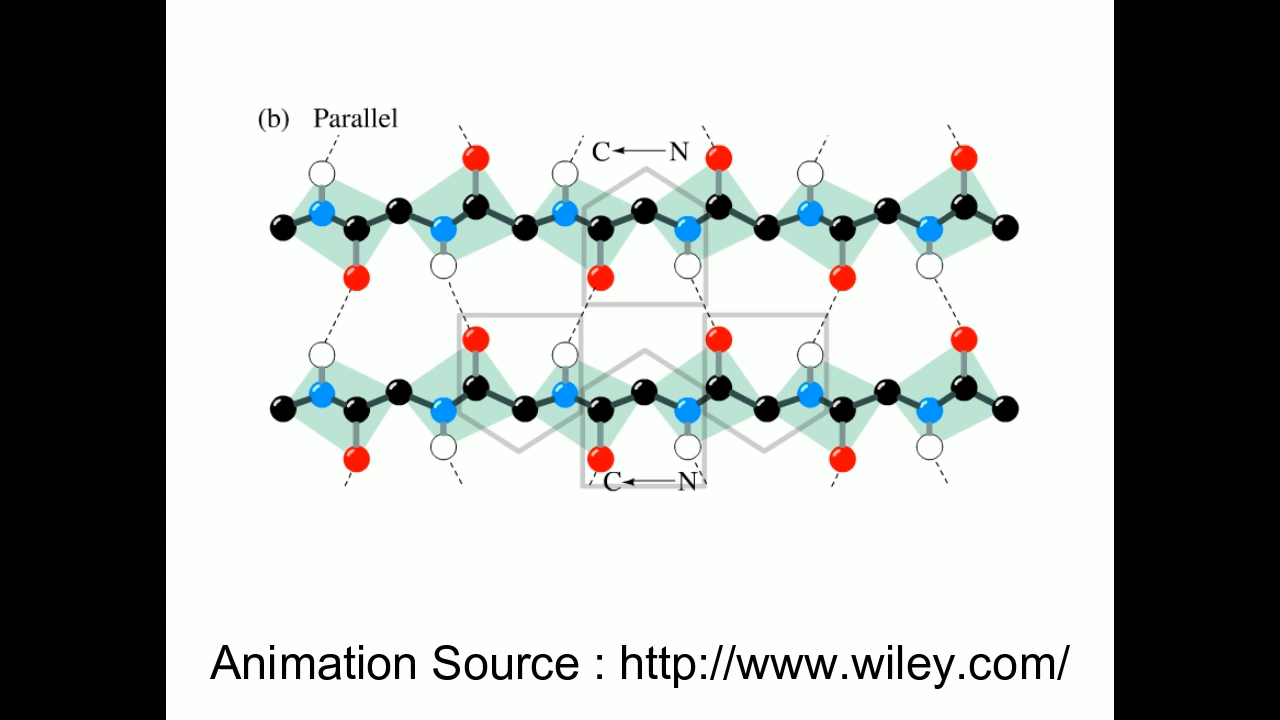 (b) Parallel
C←N
C←N
Animation Source : http://www.wiley.com/